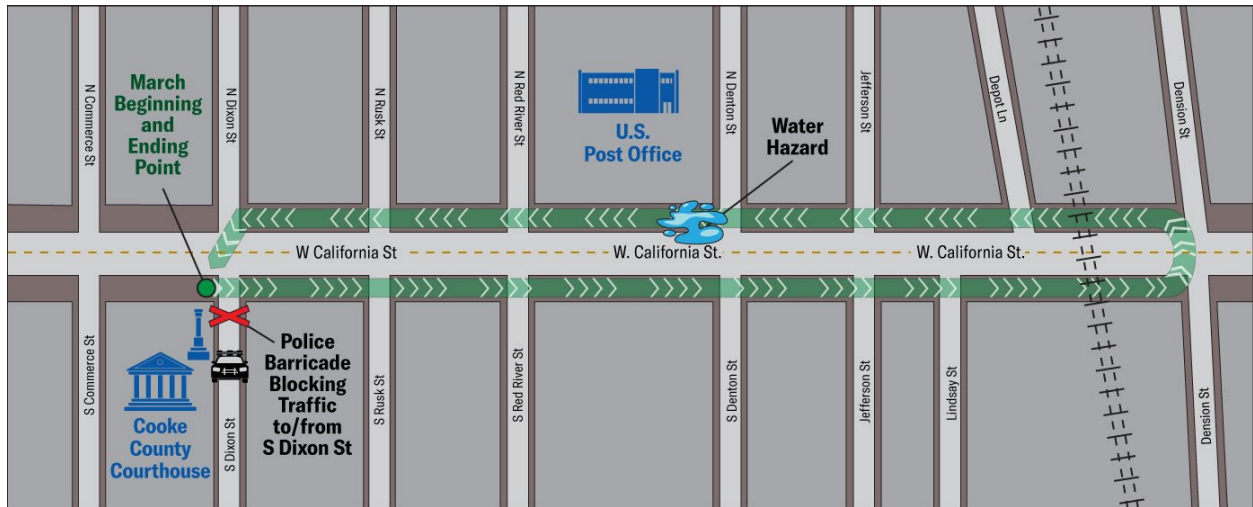 March
Beginning
and
Ending
Point
N Commerce St
N Dixon St
N Rusk St
N Red River St
U.S.
Post Office
N Denton St
Water
Hazard
Jefferson St
Depot Ln
Dension St
W California St
W. California St.
W. California St.
S Commerce St
Cooke
County
Courthouse
S Dixon St
Police
Barricade
Blocking
Traffic
to/from
S Dixon St
S Rusk St
S Red River St
S Denton St
Jefferson St
Lindsay St
Dension St